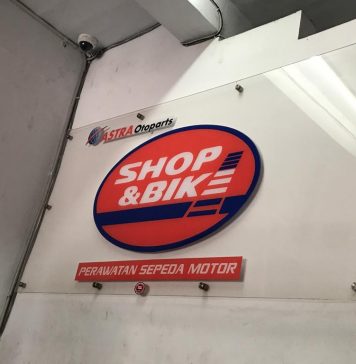 ASTRA Otoparts
SHOP
&BIKE
PERAWATAN SEPEDA MOTOR